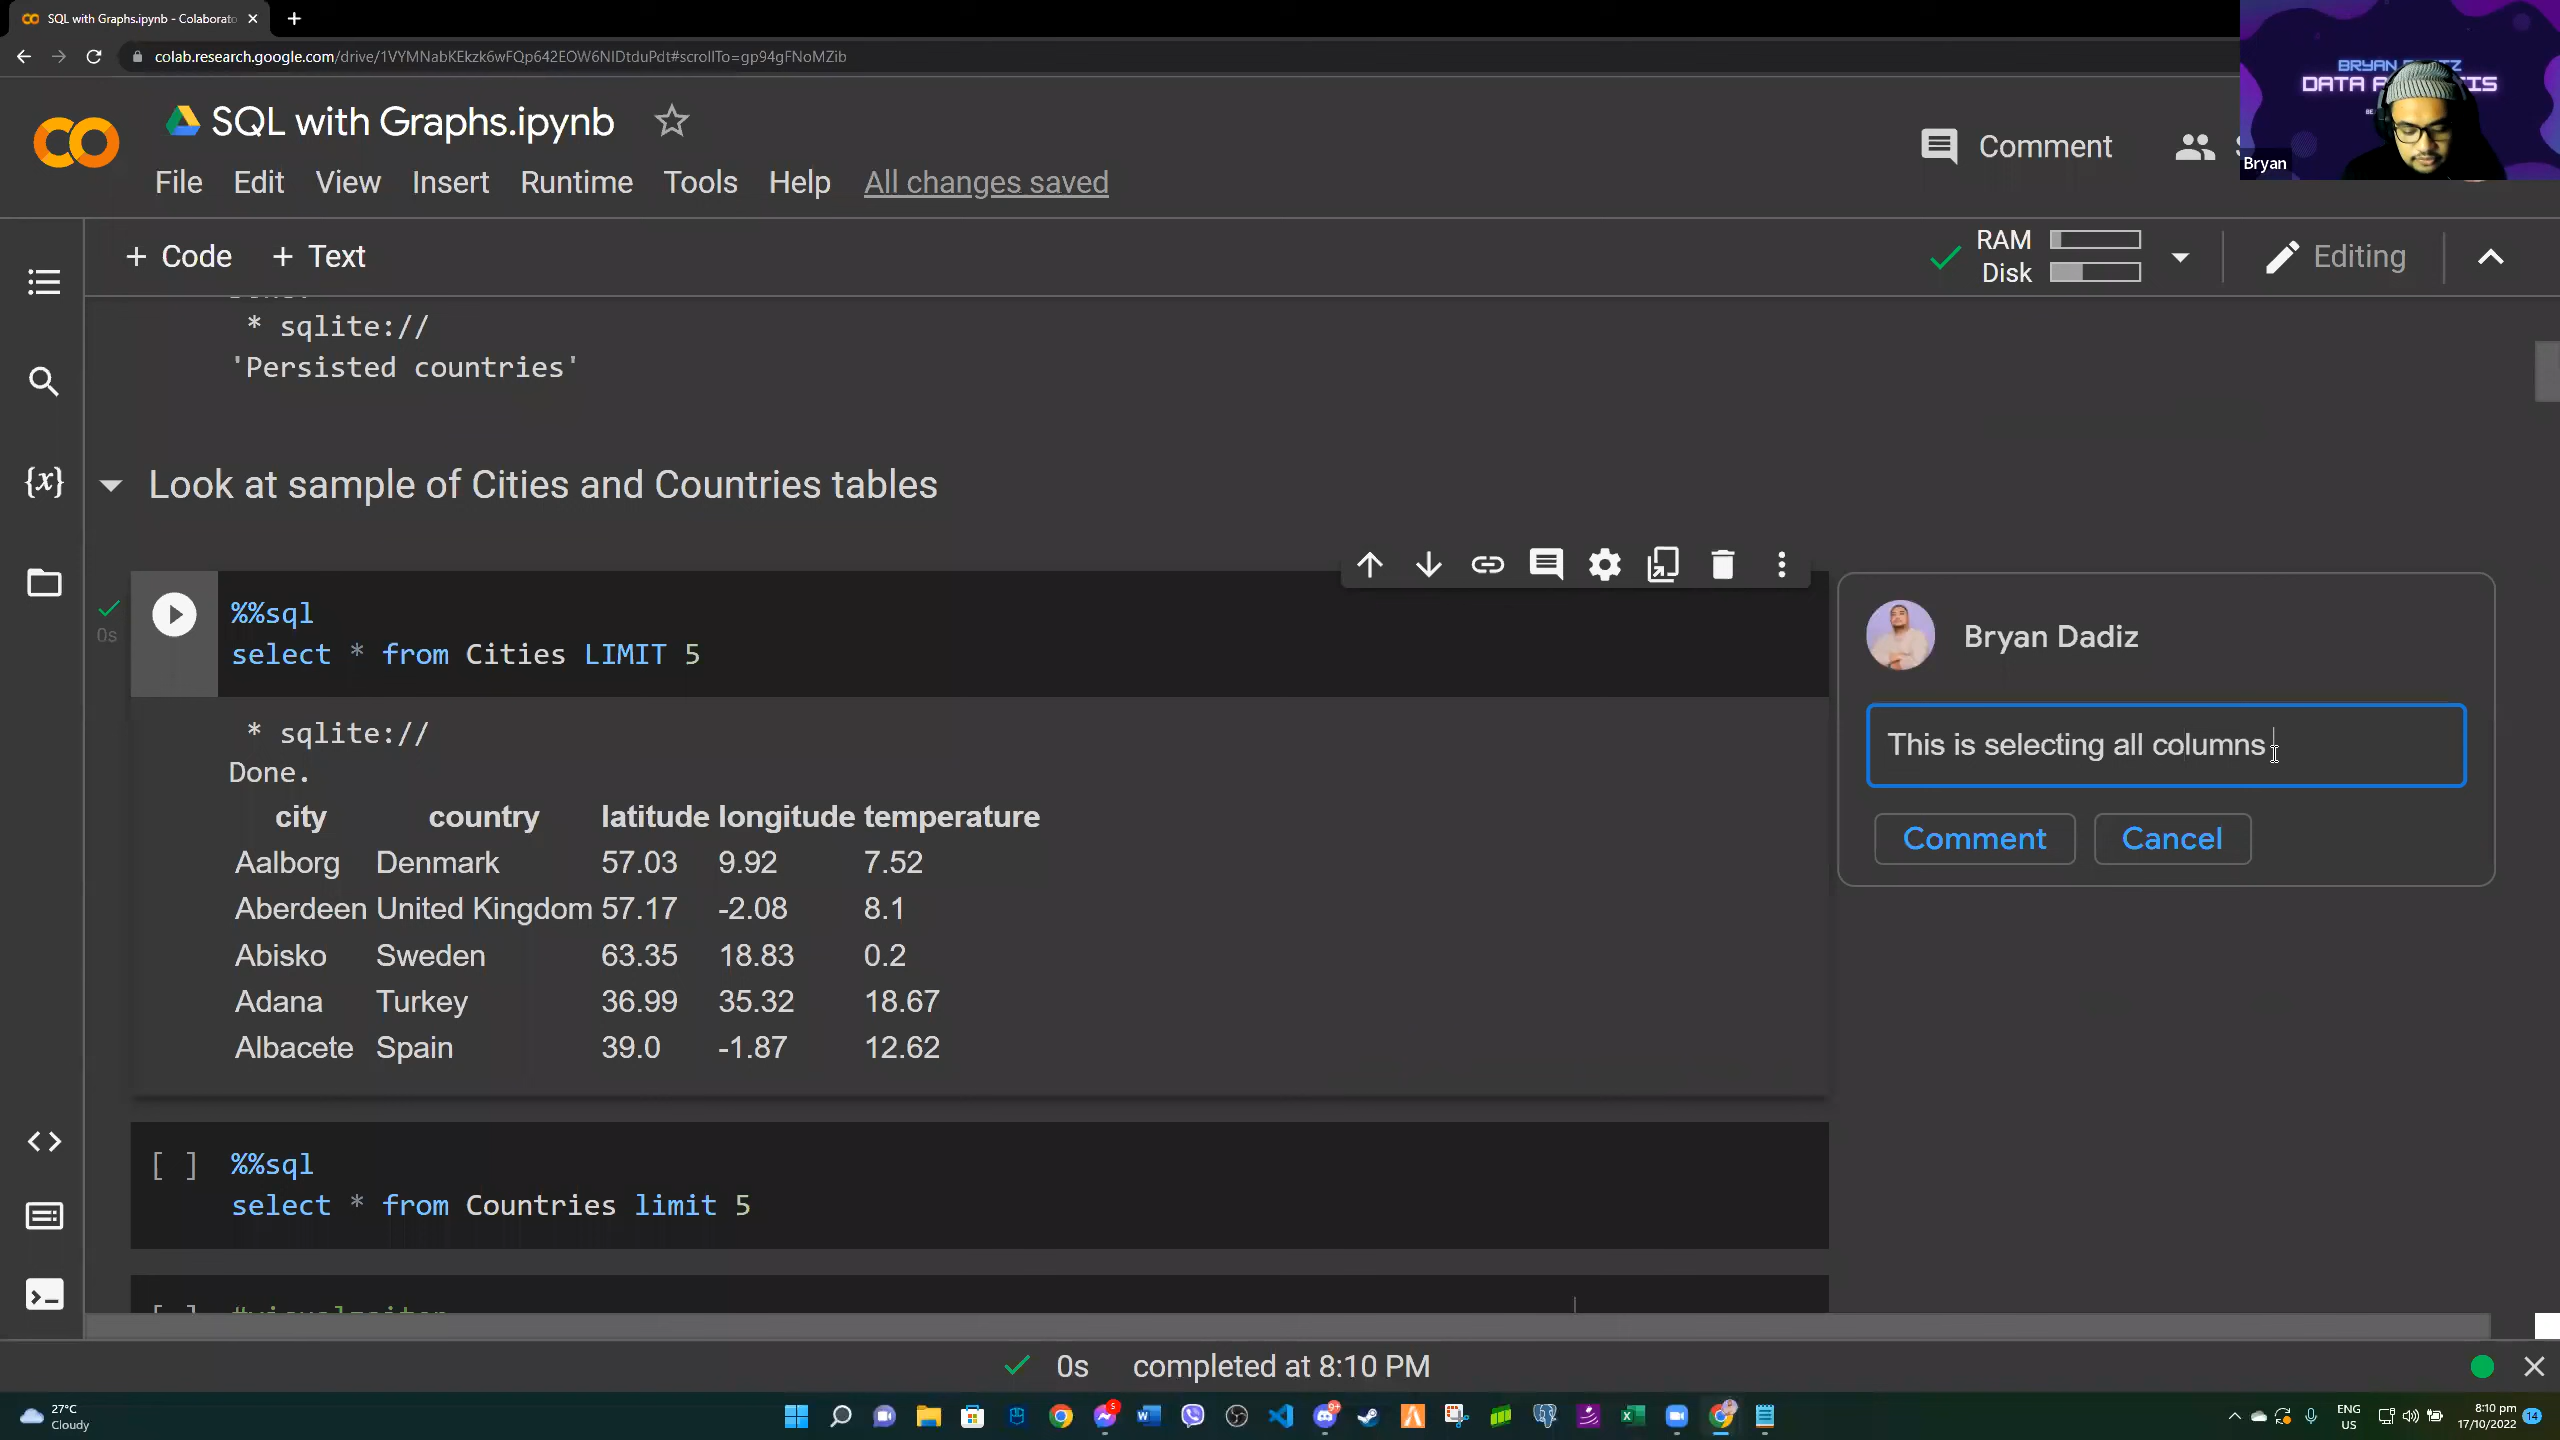 SQL with Graphs.ipynb - Colaborato
colab.research.google.com/drive/1VYMNabKEkzk6wFQp642EOW6NIDtduPdt#scrollTo=gp94gFNoMZib
SQL with Graphs.ipynb
File Edit View Insert Runtime Tools Help All changes saved
Comment
BRYAN
DATA
Bryan
+ Code + Text
RAM
Disk
Editing
* sqlite://
'Persisted countries'
{x}
Look at sample of Cities and Countries tables
0s
%%sql
select * from Cities LIMIT 5
* sqlite://
Done.
city country latitude longitude temperature
Aalborg Denmark 57.03 9.92 7.52
Aberdeen United Kingdom 57.17 -2.08 8.1
Abisko Sweden 63.35 18.83 0.2
Adana Turkey 36.99 35.32 18.67
Albacete Spain 39.0 -1.87 12.62
Bryan Dadiz
This is selecting all columns
Comment Cancel
[ ] %%sql
select * from Countries limit 5
0s completed at 8:10 PM
27°C
Cloudy
ENG
US
8:10 pm
17/10/2022
14